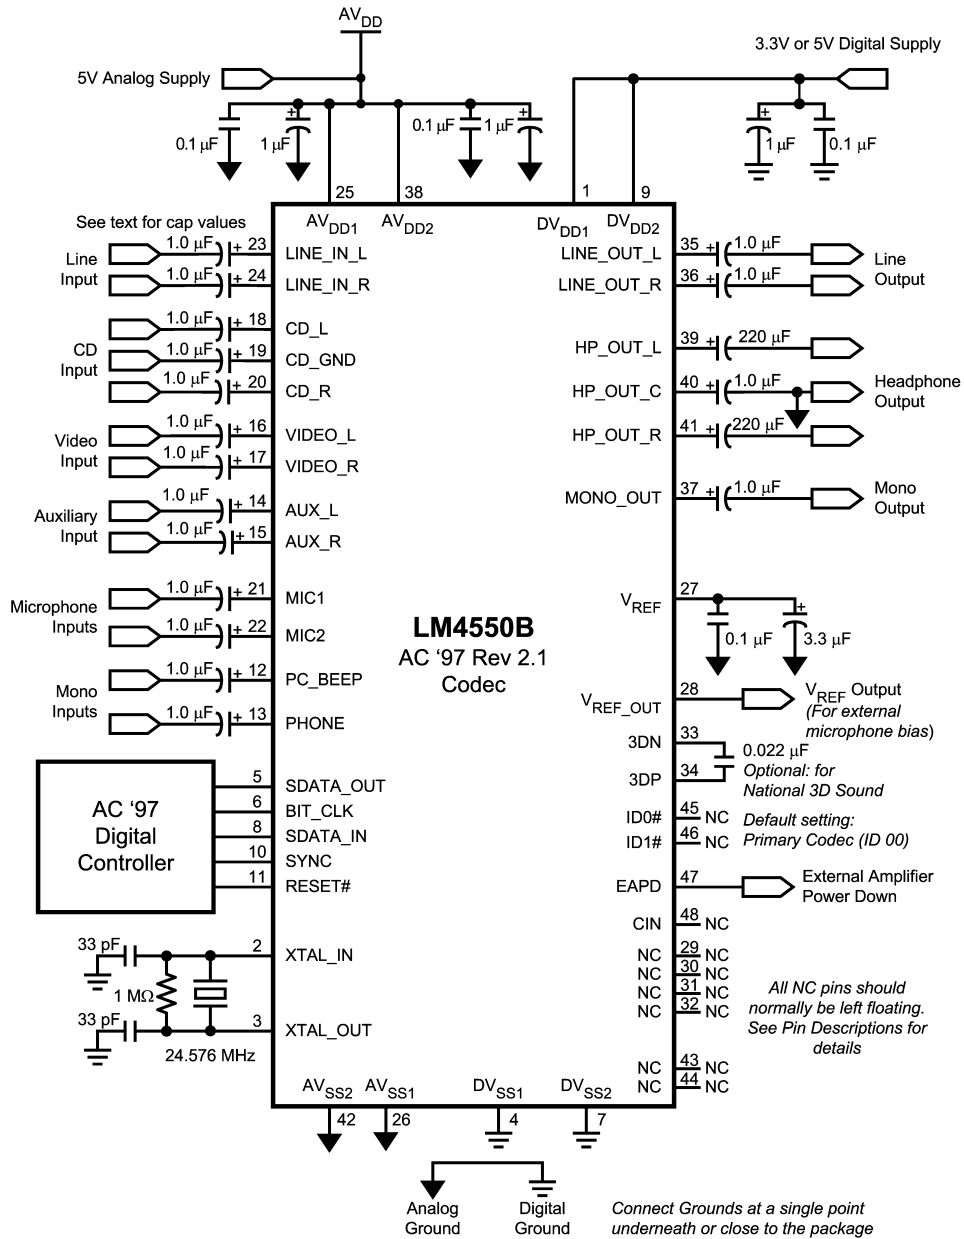 AVDD
3.3V or 5V Digital Supply
5V Analog Supply
0.1 µF
1 µF
0.1 µF
1 µF
1 µF
0.1 µF
25
38
1
9
See text for cap values
AVDD1
AVDD2
DVDD1
DVDD2
Line
Input
1.0 µF
+
23
LINE_IN_L
1.0 µF
+
24
LINE_IN_R
CD
Input
1.0 µF
+
18
CD_L
1.0 µF
+
19
CD_GND
1.0 µF
+
20
CD_R
Video
Input
1.0 µF
+
16
VIDEO_L
1.0 µF
+
17
VIDEO_R
Auxiliary
Input
1.0 µF
+
14
AUX_L
1.0 µF
+
15
AUX_R
Microphone
Inputs
1.0 µF
+
21
MIC1
1.0 µF
+
22
MIC2
Mono
Inputs
1.0 µF
+
12
PC_BEEP
1.0 µF
+
13
PHONE
AC ‘97
Digital
Controller
5
SDATA_OUT
6
BIT_CLK
8
SDATA_IN
10
SYNC
11
RESET#
33 pF
2
XTAL_IN
1 MΩ
33 pF
3
XTAL_OUT
24.576 MHz
LM4550B
AC ‘97 Rev 2.1
Codec
LINE_OUT_L
35
+
1.0 µF
LINE_OUT_R
36
+
1.0 µF
Line
Output
HP_OUT_L
39
+
220 µF
HP_OUT_C
40
+
1.0 µF
HP_OUT_R
41
+
220 µF
Headphone
Output
MONO_OUT
37
+
1.0 µF
Mono
Output
VREF
27
0.1 µF
+
3.3 µF
VREF_OUT
28
VREF Output
(For external
microphone bias)
3DN
33
3DP
34
0.022 µF
Optional: for
National 3D Sound
ID0#
45
NC
ID1#
46
NC
Default setting:
Primary Codec (ID 00)
EAPD
47
External Amplifier
Power Down
CIN
48
NC
NC
29
NC
NC
30
NC
NC
31
NC
NC
32
NC
All NC pins should
normally be left floating.
See Pin Descriptions for
details
NC
43
NC
NC
44
NC
AVSS2
AVSS1
DVSS1
DVSS2
42
26
4
7
Analog
Ground
Digital
Ground
Connect Grounds at a single point
underneath or close to the package